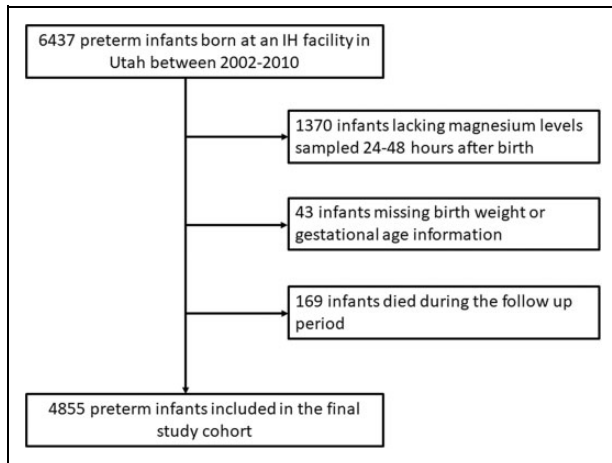 6437 preterm infants born at an IH facility in
Utah between 2002-2010
1370 infants lacking magnesium levels
sampled 24-48 hours after birth
43 infants missing birth weight or
gestational age information
169 infants died during the follow up
period
4855 preterm infants included in the final
study cohort